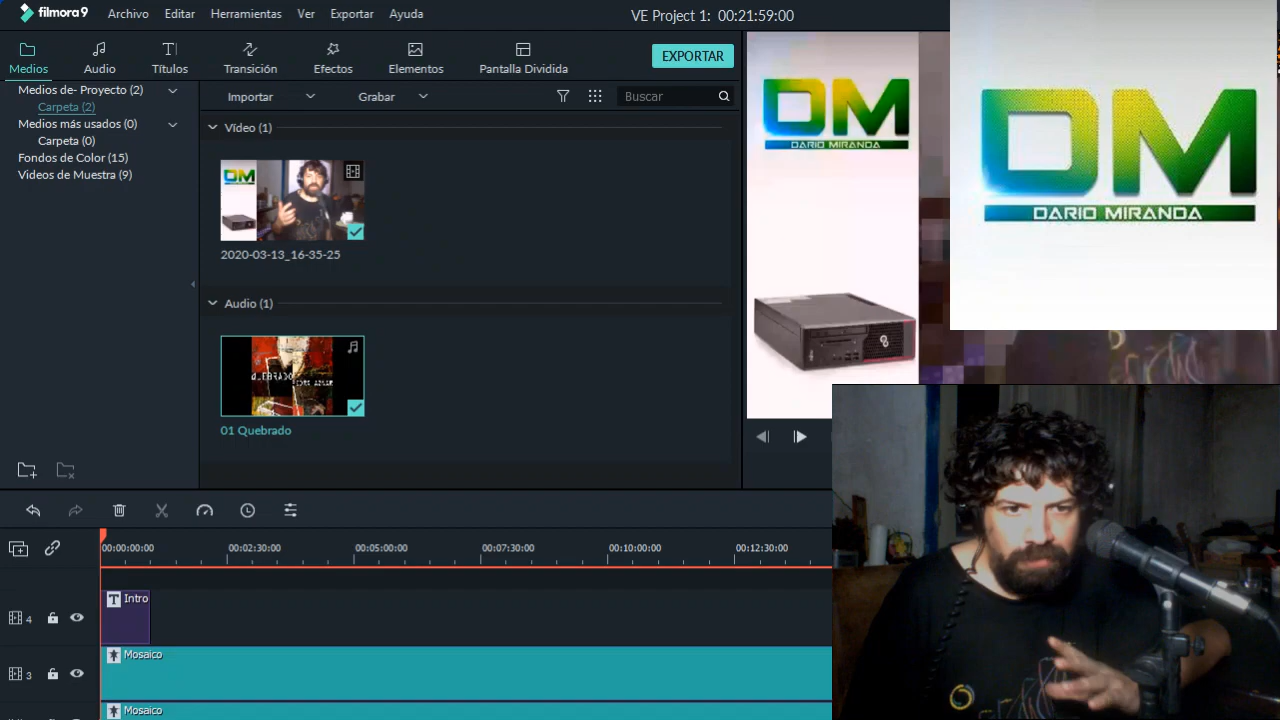 filmora9
Archivo Editar Herramientas Ver Exportar Ayuda
VE Project 1: 00:21:59:00
Medios Audio Títulos Transición Efectos Elementos Pantalla Dividida
EXPORTAR
Medios de- Proyecto (2)
Carpeta (2)
Medios más usados (0)
Carpeta (0)
Fondos de Color (15)
Videos de Muestra (9)
Importar Grabar Buscar
Vídeo (1)
DM
2020-03-13_16-35-25
Audio (1)
01 Quebrado
DM
DARIO MIRANDA
DM
DARIO MIRANDA
00:00:00:00 00:02:30:00 00:05:00:00 00:07:30:00 00:10:00:00 00:12:30:00
4 T Intro
3 Mosaico
Mosaico